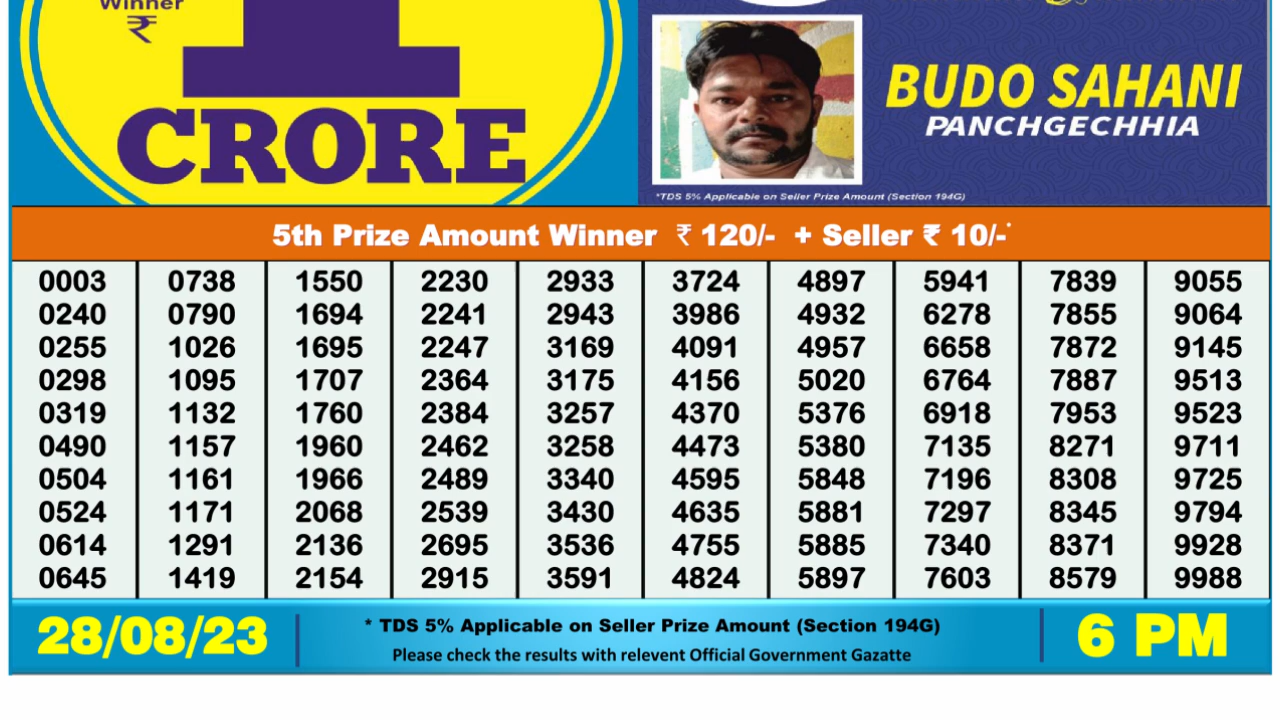 Winner
₹
1
CRORE
BUDO SAHANI
PANCHGECHHIA
*TDS 5% Applicable on Seller Prize Amount (Section 194G)
5th Prize Amount Winner ₹ 120/- + Seller ₹ 10/-*
0003 0738 1550 2230 2933 3724 4897 5941 7839 9055
0240 0790 1694 2241 2943 3986 4932 6278 7855 9064
0255 1026 1695 2247 3169 4091 4957 6658 7872 9145
0298 1095 1707 2364 3175 4156 5020 6764 7887 9513
0319 1132 1760 2384 3257 4370 5376 6918 7953 9523
0490 1157 1960 2462 3258 4473 5380 7135 8271 9711
0504 1161 1966 2489 3340 4595 5848 7196 8308 9725
0524 1171 2068 2539 3430 4635 5881 7297 8345 9794
0614 1291 2136 2695 3536 4755 5885 7340 8371 9928
0645 1419 2154 2915 3591 4824 5897 7603 8579 9988
28/08/23
* TDS 5% Applicable on Seller Prize Amount (Section 194G)
Please check the results with relevent Official Government Gazatte
6 PM